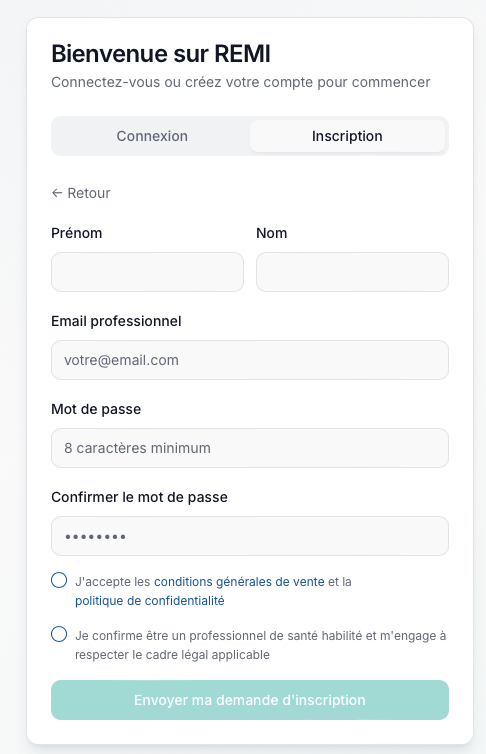 Bienvenue sur REMI
Connectez-vous ou créez votre compte pour commencer
Connexion
Inscription
← Retour
Prénom
Nom
Email professionnel
votre@email.com
Mot de passe
8 caractères minimum
Confirmer le mot de passe
••••••••
J'accepte les conditions générales de vente et la
politique de confidentialité
Je confirme être un professionnel de santé habilité et m'engage à
respecter le cadre légal applicable
Envoyer ma demande d'inscription